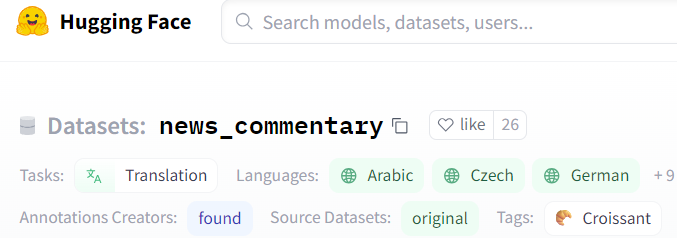 Hugging Face Search models, datasets, users...
Datasets: news_commentary like 26
Tasks: Translation Languages: Arabic Czech German + 9
Annotations Creators: found Source Datasets: original Tags: Croissant